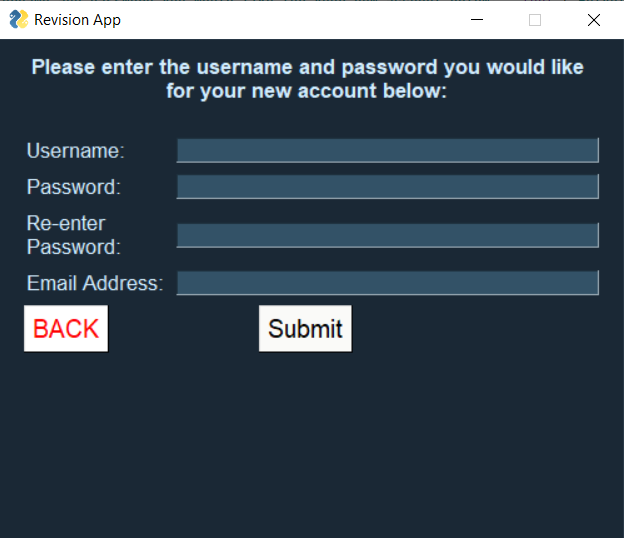 Revision App
Please enter the username and password you would like
for your new account below:
Username:
Password:
Re-enter
Password:
Email Address:
BACK
Submit